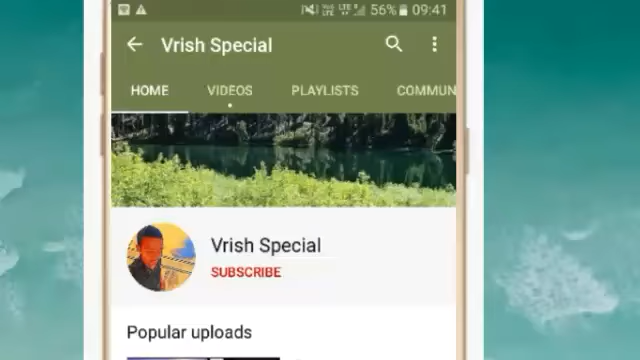 56% 09:41
Vrish Special
HOME VIDEOS PLAYLISTS COMMUN
Vrish Special
SUBSCRIBE
Popular uploads